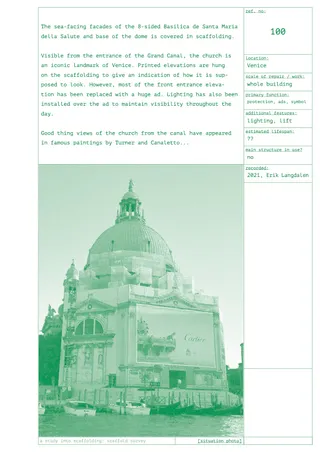 ref. no:
100
The sea-facing facades of the 8-sided Basilica de Santa Maria
della Salute and base of the dome is covered in scaffolding.
Visible from the entrance of the Grand Canal, the church is
an iconic landmark of Venice. Printed elevations are hung
on the scaffolding to give an indication of how it is sup-
posed to look. However, most of the front entrance eleva-
tion has been replaced with a huge ad. Lighting has also been
installed over the ad to maintain visibility throughout the
day.
Good thing views of the church from the canal have appeared
in famous paintings by Turner and Canaletto...
location:
Venice
scale of repair / work:
whole building
primary function:
protection, ads, symbol
additional features:
lighting, lift
estimated lifespan:
??
main structure in use?
no
recorded:
2021, Erik Langdalen
Cartier
a study into scaffolding: scaffold survey
[situation photo]